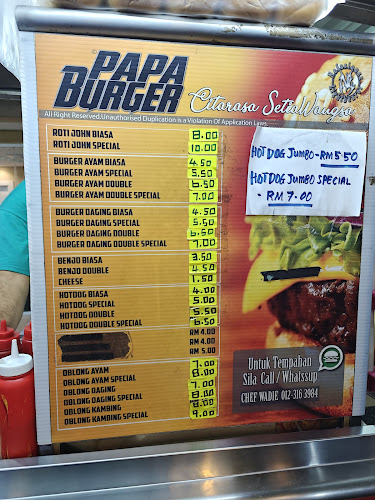 ©
PAPA
BURGER
Citarasa SetiaWangsa
All Right Reserved.Unauthorised Duplication is a Violation Of Application Laws.
ROTI JOHN BIASA 8.00
ROTI JOHN SPECIAL 10.00
BURGER AYAM BIASA 4.50
BURGER AYAM SPECIAL 5.50
BURGER AYAM DOUBLE 6.50
BURGER AYAM DOUBLE SPECIAL 7.00
BURGER DAGING BIASA 4.50
BURGER DAGING SPECIAL 5.50
BURGER DAGING DOUBLE 6.50
BURGER DAGING DOUBLE SPECIAL 7.00
BENJO BIASA 3.50
BENJO DOUBLE 4.50
CHEESE 1.50
HOTDOG BIASA 4.00
HOTDOG SPECIAL 5.00
HOTDOG DOUBLE 5.50
HOTDOG DOUBLE SPECIAL 6.50
RM 4.00
RM 4.00
RM 5.00
OBLONG AYAM 7.00
OBLONG AYAM SPECIAL 8.00
OBLONG DAGING 7.00
OBLONG DAGING SPECIAL 8.00
OBLONG KAMBING 8.00
OBLONG KAMBING SPECIAL 9.00
HOTDOG JUMBO - RM 5.50
HOTDOG JUMBO SPECIAL
- RM 7.00
Untuk Tempahan
Sila Call / Whatssup
CHEF WADIE 012-316 3984